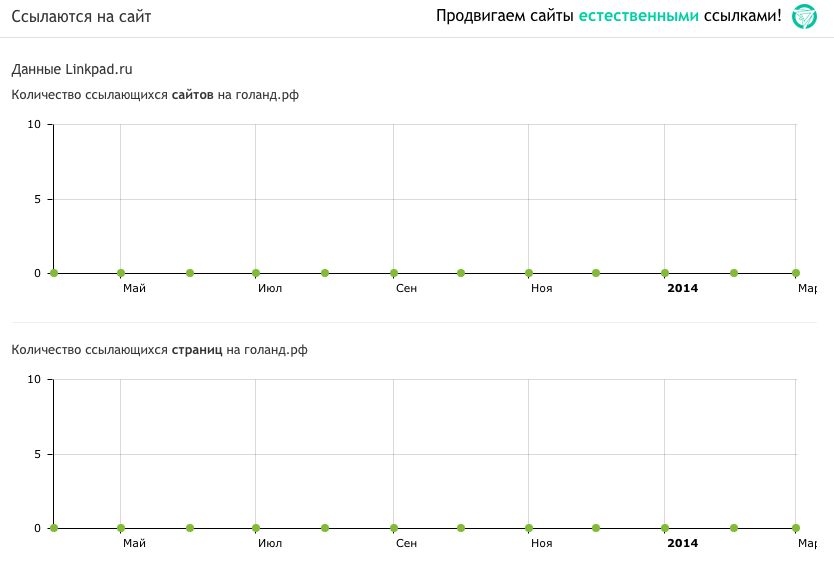 Ссылаются на сайт
Продвигаем сайты естественными ссылками!
Данные Linkpad.ru
Количество ссылающихся сайтов на голанд.рф
10
5
0
Май Июл Сен Ноя 2014 Мар
Количество ссылающихся страниц на голанд.рф
10
5
0
Май Июл Сен Ноя 2014 Мар